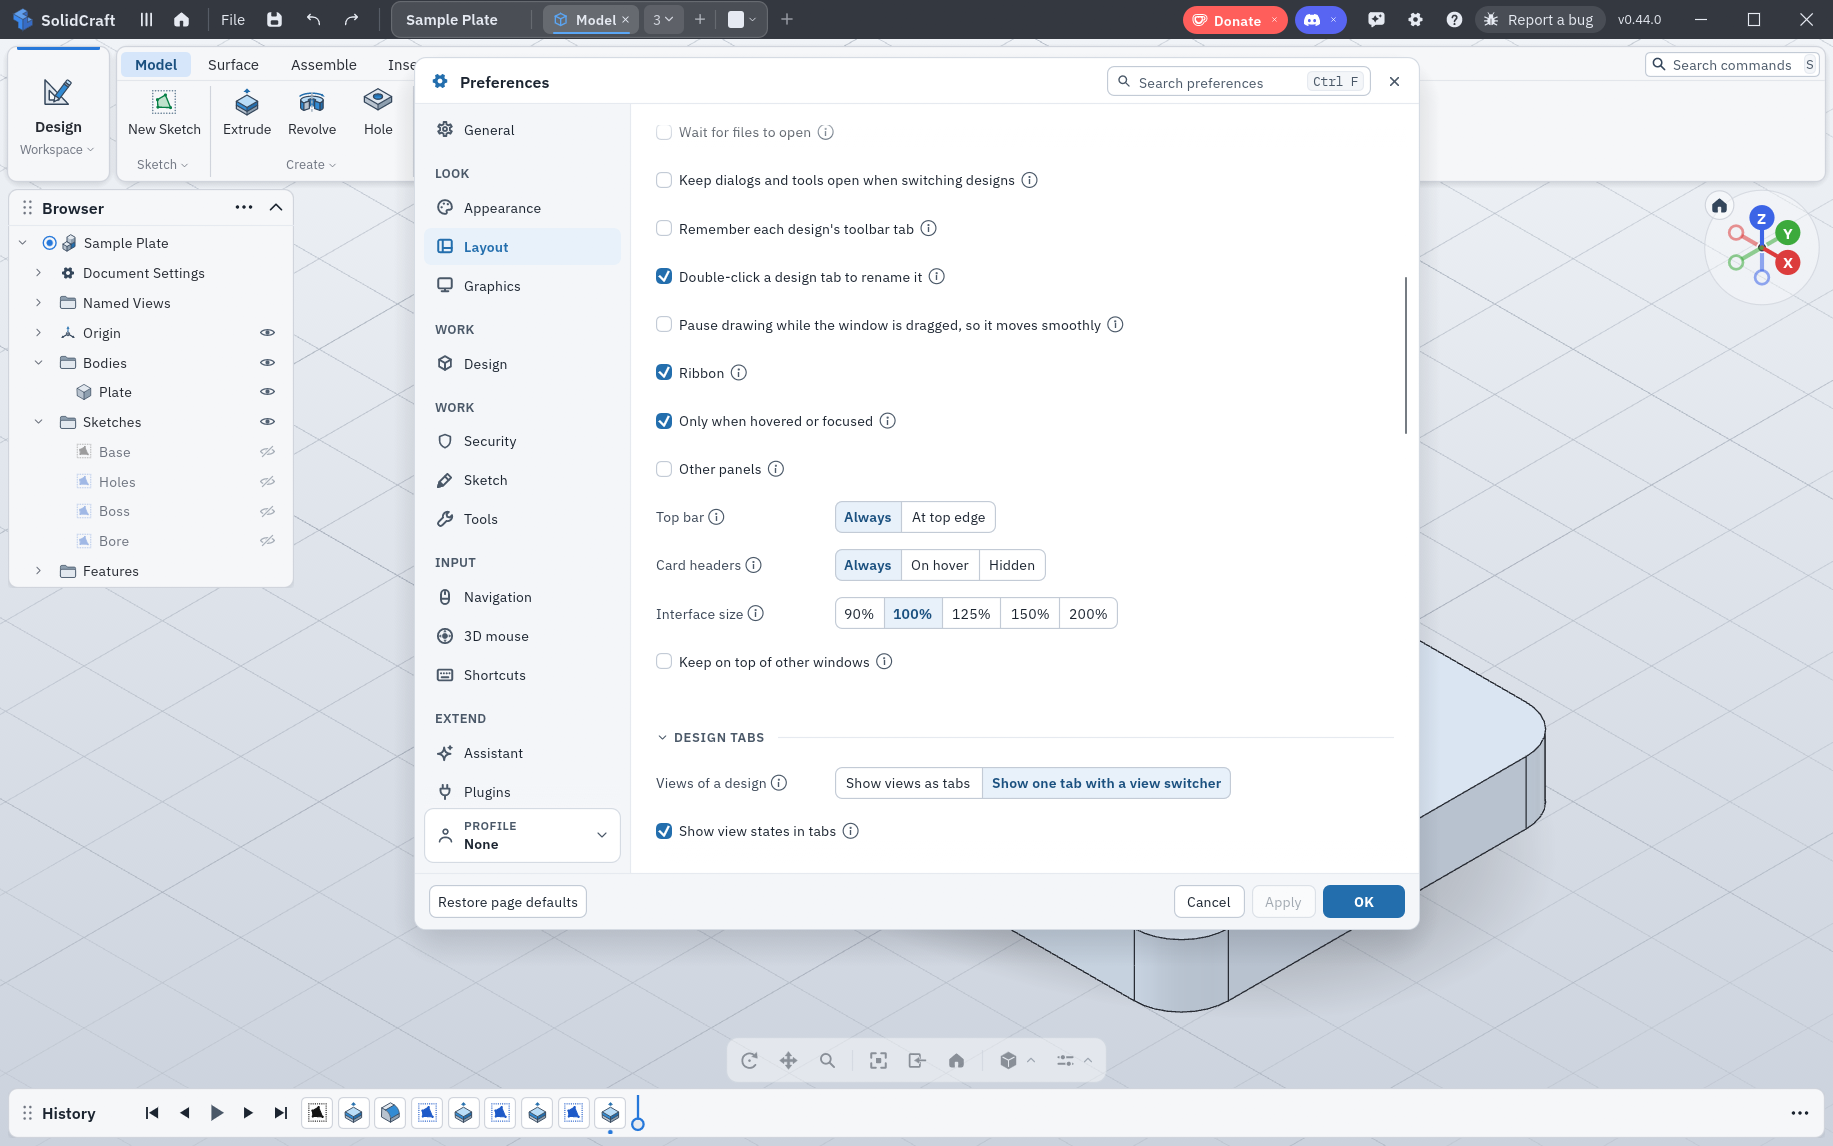 SolidCraft
File
Sample Plate
Model
3
Donate
Report a bug
v0.44.0
Design
Workspace
Model
Surface
Assemble
Inse
New Sketch
Extrude
Revolve
Hole
Sketch
Create
Search commands
S
Browser
Sample Plate
Document Settings
Named Views
Origin
Bodies
Plate
Sketches
Base
Holes
Boss
Bore
Features
Z
Y
X
Preferences
Search preferences
Ctrl F
General
LOOK
Appearance
Layout
Graphics
WORK
Design
WORK
Security
Sketch
Tools
INPUT
Navigation
3D mouse
Shortcuts
EXTEND
Assistant
Plugins
PROFILE
None
Wait for files to open
Keep dialogs and tools open when switching designs
Remember each design's toolbar tab
Double-click a design tab to rename it
Pause drawing while the window is dragged, so it moves smoothly
Ribbon
Only when hovered or focused
Other panels
Top bar
Always
At top edge
Card headers
Always
On hover
Hidden
Interface size
90%
100%
125%
150%
200%
Keep on top of other windows
DESIGN TABS
Views of a design
Show views as tabs
Show one tab with a view switcher
Show view states in tabs
Restore page defaults
Cancel
Apply
OK
History